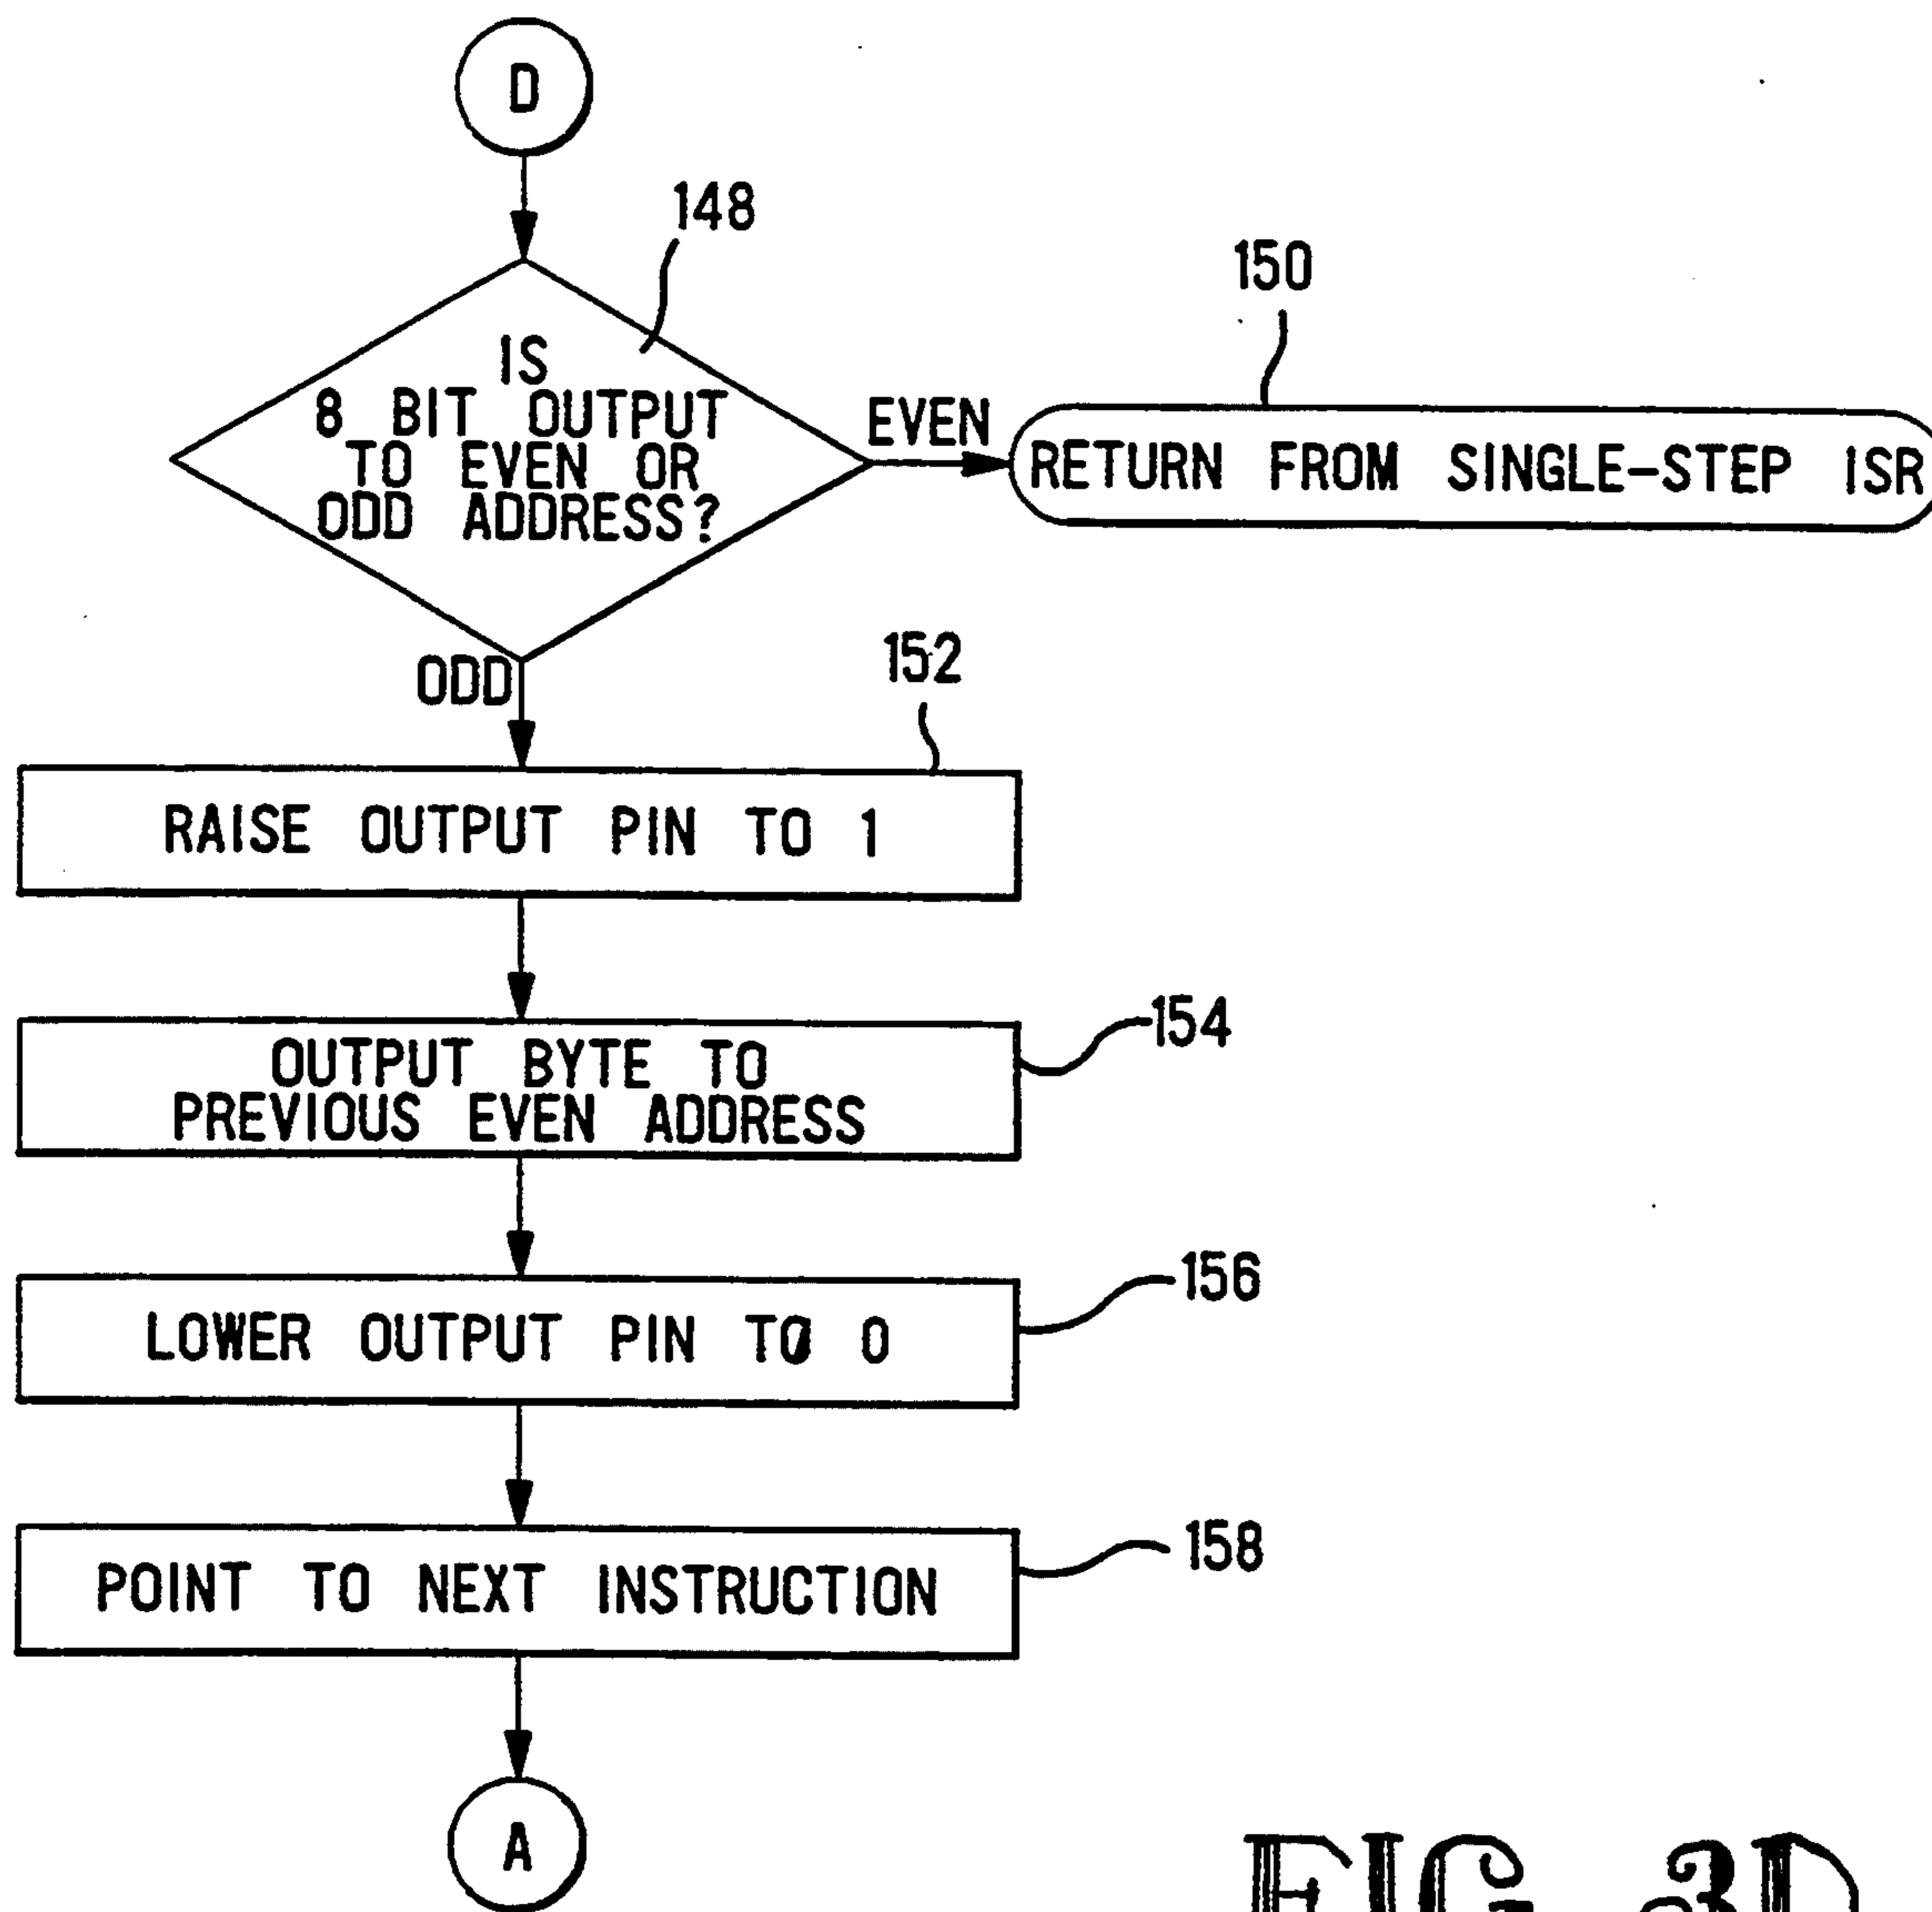 D
148
IS
8 BIT OUTPUT
TO EVEN OR
ODD ADDRESS?
EVEN
150
RETURN FROM SINGLE-STEP ISR
ODD
152
RAISE OUTPUT PIN TO 1
OUTPUT BYTE TO
PREVIOUS EVEN ADDRESS
154
LOWER OUTPUT PIN TO 0
156
POINT TO NEXT INSTRUCTION
158
A
FIG. 3D